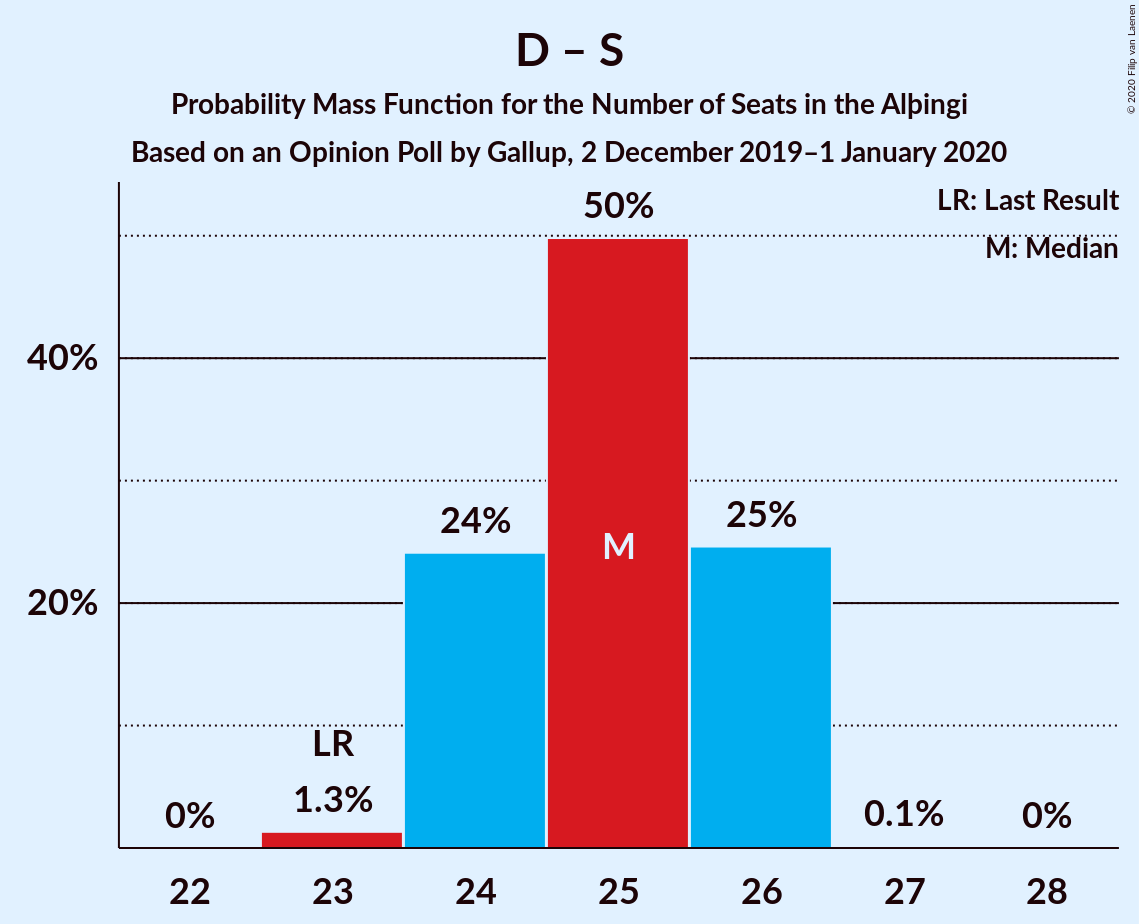 D – S
Probability Mass Function for the Number of Seats in the Alþingi
Based on an Opinion Poll by Gallup, 2 December 2019–1 January 2020
© 2020 Filip van Laenen
LR: Last Result
M: Median
50%
40%
24%
M
25%
20%
LR
0%
1.3%
0.1%
0%
22 23 24 25 26 27 28